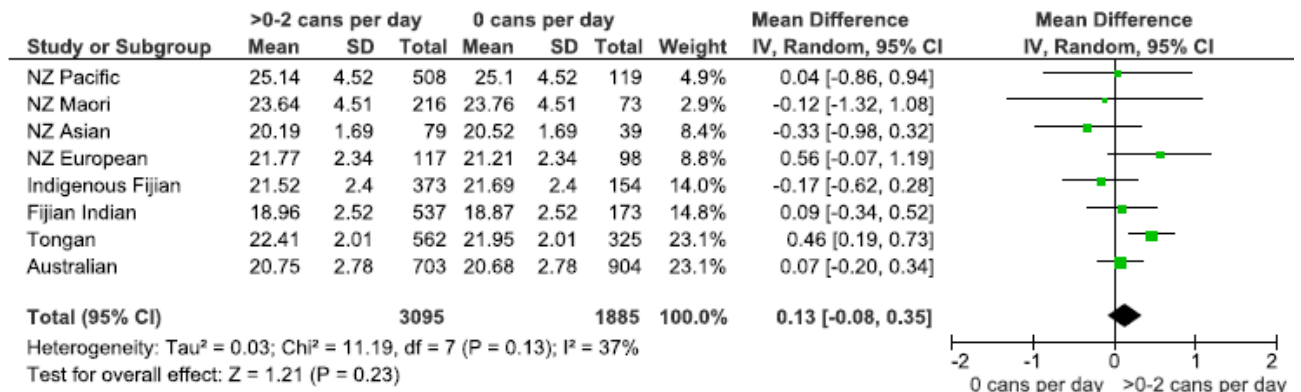 >0-2 cans per day 0 cans per day Mean Difference Mean Difference
Study or Subgroup Mean SD Total Mean SD Total Weight IV, Random, 95% CI IV, Random, 95% CI
NZ Pacific 25.14 4.52 508 25.1 4.52 119 4.9% 0.04 [-0.86, 0.94]
NZ Maori 23.64 4.51 216 23.76 4.51 73 2.9% -0.12 [-1.32, 1.08]
NZ Asian 20.19 1.69 79 20.52 1.69 39 8.4% -0.33 [-0.98, 0.32]
NZ European 21.77 2.34 117 21.21 2.34 98 8.8% 0.56 [-0.07, 1.19]
Indigenous Fijian 21.52 2.4 373 21.69 2.4 154 14.0% -0.17 [-0.62, 0.28]
Fijian Indian 18.96 2.52 537 18.87 2.52 173 14.8% 0.09 [-0.34, 0.52]
Tongan 22.41 2.01 562 21.95 2.01 325 23.1% 0.46 [0.19, 0.73]
Australian 20.75 2.78 703 20.68 2.78 904 23.1% 0.07 [-0.20, 0.34]
Total (95% CI) 3095 1885 100.0% 0.13 [-0.08, 0.35]
Heterogeneity: Tau² = 0.03; Chi² = 11.19, df = 7 (P = 0.13); I² = 37%
Test for overall effect: Z = 1.21 (P = 0.23)
-2 -1 0 1 2
0 cans per day >0-2 cans per day